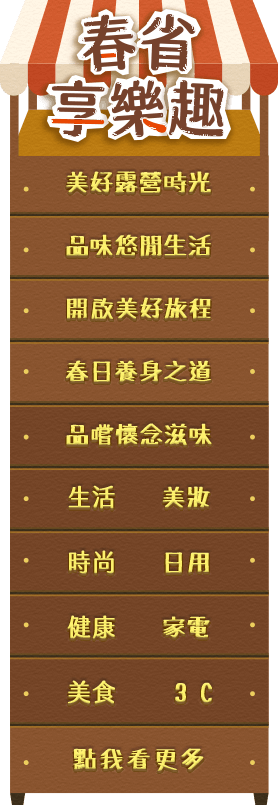 春省
享樂趣
美好露營時光
品味悠閒生活
開啟美好旅程
春日養身之道
品嚐懷念滋味
生活 美妝
時尚 日用
健康 家電
美食 3C
點我看更多